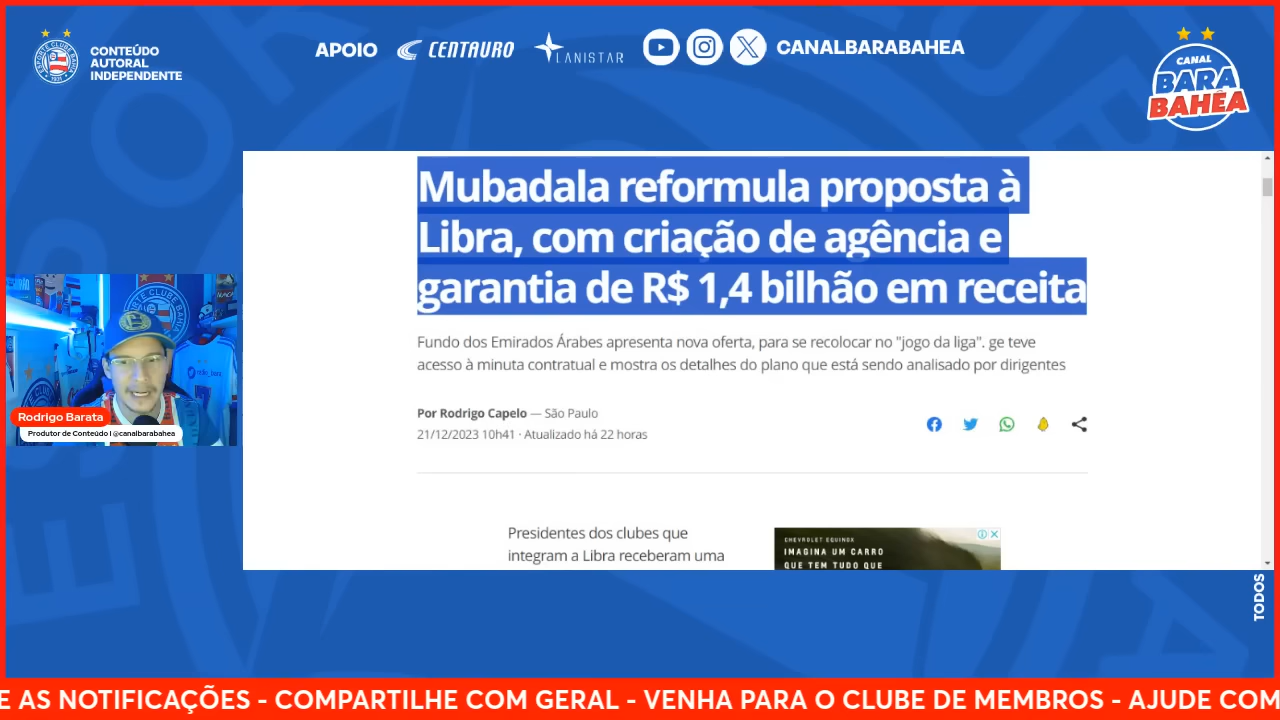 CONTEÚDO
AUTORAL
INDEPENDENTE
ESPORTE CLUBE BAHIA
1931
APOIO
CENTAURO
LANISTAR
CANALBARABAHEA
CANAL
BARA
BAHÊA
Mubadala reformula proposta à
Libra, com criação de agência e
garantia de R$ 1,4 bilhão em receita
Fundo dos Emirados Árabes apresenta nova oferta, para se recolocar no "jogo da liga". ge teve
acesso à minuta contratual e mostra os detalhes do plano que está sendo analisado por dirigentes
Por Rodrigo Capelo — São Paulo
21/12/2023 10h41 · Atualizado há 22 horas
Presidentes dos clubes que
integram a Libra receberam uma
CHEVROLET EQUINOX
IMAGINA UM CARRO
QUE TEM TUDO QUE
Rodrigo Barata
Produtor de Conteúdo | @canalbarabahea
TODOS
E AS NOTIFICAÇÕES - COMPARTILHE COM GERAL - VENHA PARA O CLUBE DE MEMBROS - AJUDE COM